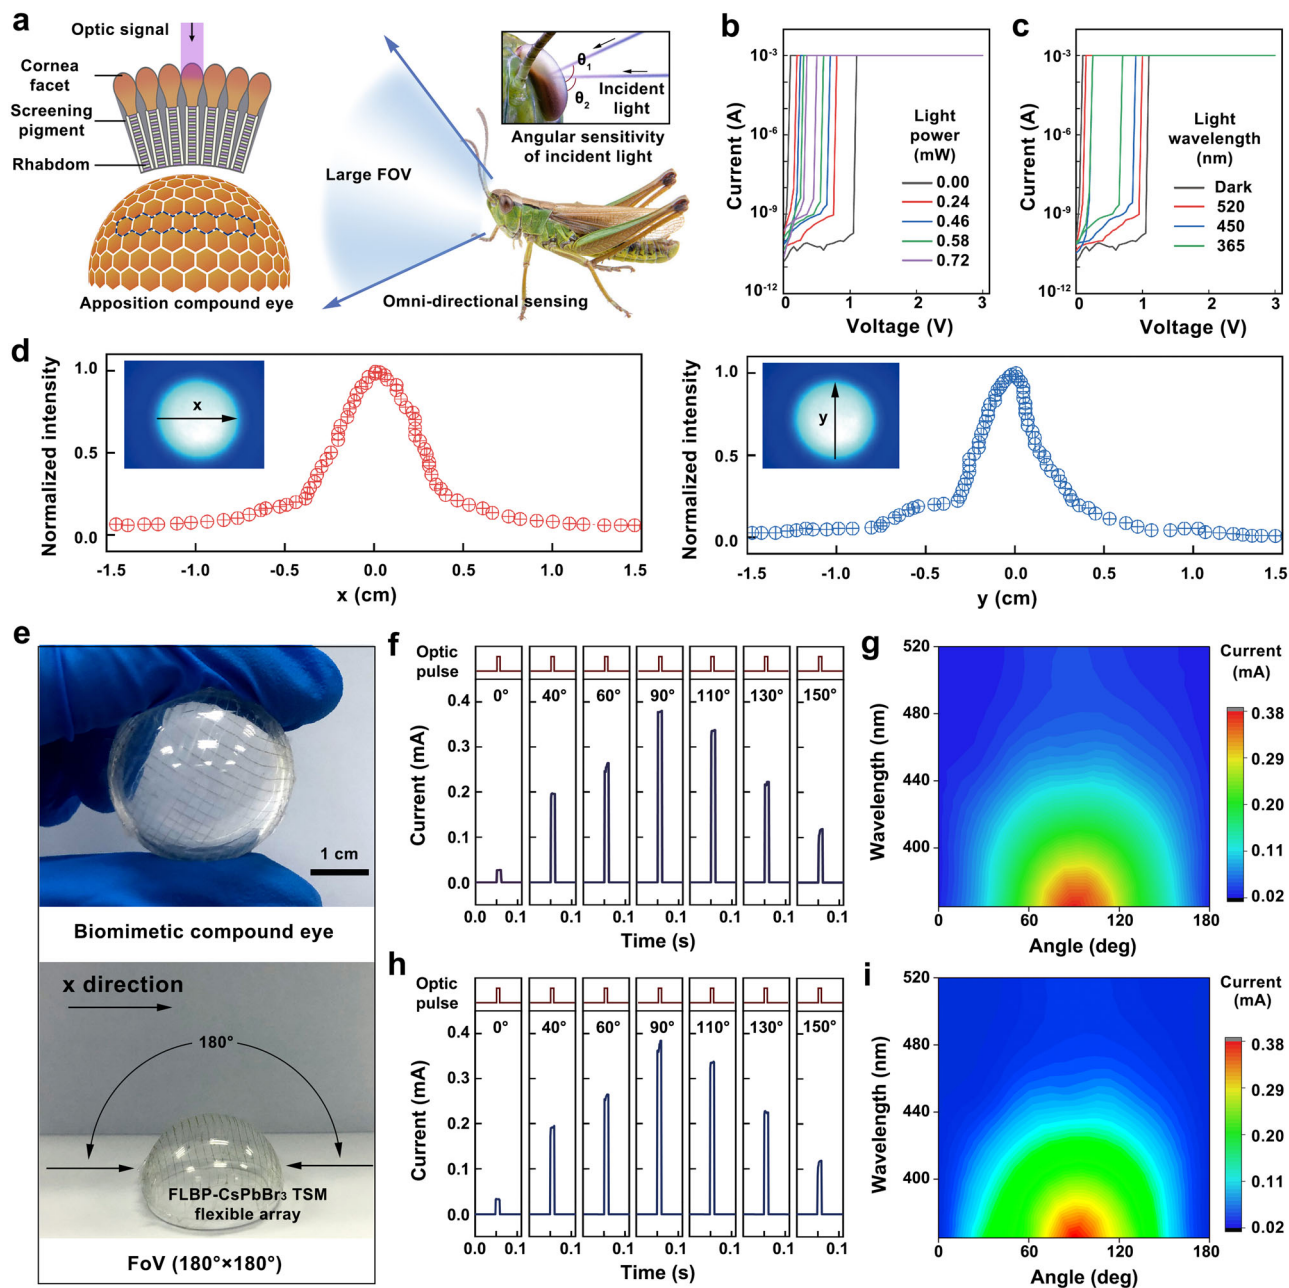 a
Optic signal
Cornea
facet
Screening
pigment
Rhabdom
Apposition compound eye
Large FOV
Omni-directional sensing
θ1
θ2
Incident
light
Angular sensitivity
of incident light
b
Current (A)
10-3
10-6
10-9
10-12
Light
power
(mW)
0.00
0.24
0.46
0.58
0.72
0 1 2 3
Voltage (V)
c
Current (A)
10-3
10-6
10-9
10-12
Light
wavelength
(nm)
Dark
520
450
365
0 1 2 3
Voltage (V)
d
Normalized intensity
1.0
0.5
0.0
x
-1.5 -1.0 -0.5 0.0 0.5 1.0 1.5
x (cm)
Normalized intensity
1.0
0.5
0.0
y
-1.5 -1.0 -0.5 0.0 0.5 1.0 1.5
y (cm)
e
1 cm
Biomimetic compound eye
x direction
180°
FLBP-CsPbBr3 TSM
flexible array
FoV (180°×180°)
f
Optic
pulse
0° 40° 60° 90° 110° 130° 150°
Current (mA)
0.4
0.3
0.2
0.1
0.0
0.0 0.1 0.1 0.1 0.1 0.1 0.1 0.1
Time (s)
g
Wavelength (nm)
520
480
440
400
0 60 120 180
Angle (deg)
Current
(mA)
0.38
0.29
0.20
0.11
0.02
h
Optic
pulse
0° 40° 60° 90° 110° 130° 150°
Current (mA)
0.4
0.3
0.2
0.1
0.0
0.0 0.1 0.1 0.1 0.1 0.1 0.1 0.1
Time (s)
i
Wavelength (nm)
520
480
440
400
0 60 120 180
Angle (deg)
Current
(mA)
0.38
0.29
0.20
0.11
0.02